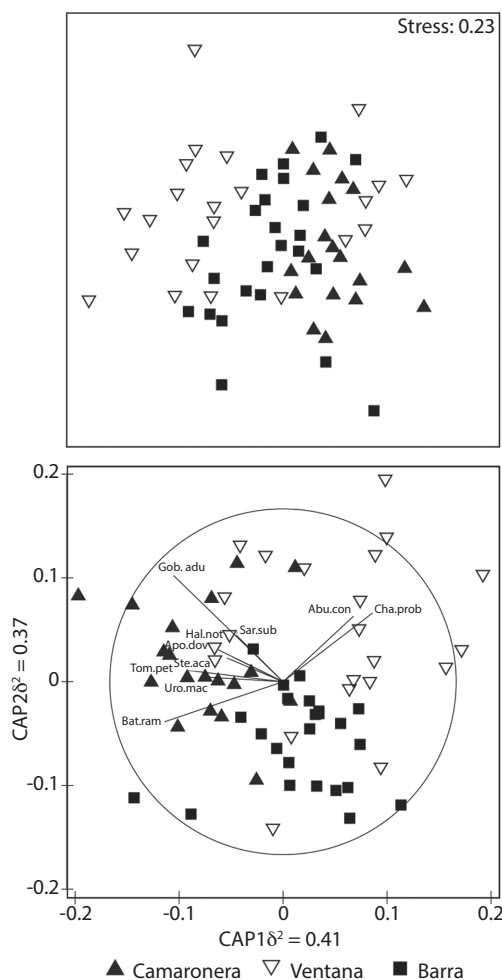 Stress: 0.23
0.2
Gob. adu
0.1
Abu.con
Cha.prob
Hal.not
Sar.sub
Apo.dov
Ste.aca
Tom.pet
CAP2δ² = 0.37
0
Uro.mac
Bat.ram
-0.1
-0.2
-0.2
-0.1
0
0.1
0.2
CAP1δ² = 0.41
Camaronera
Ventana
Barra